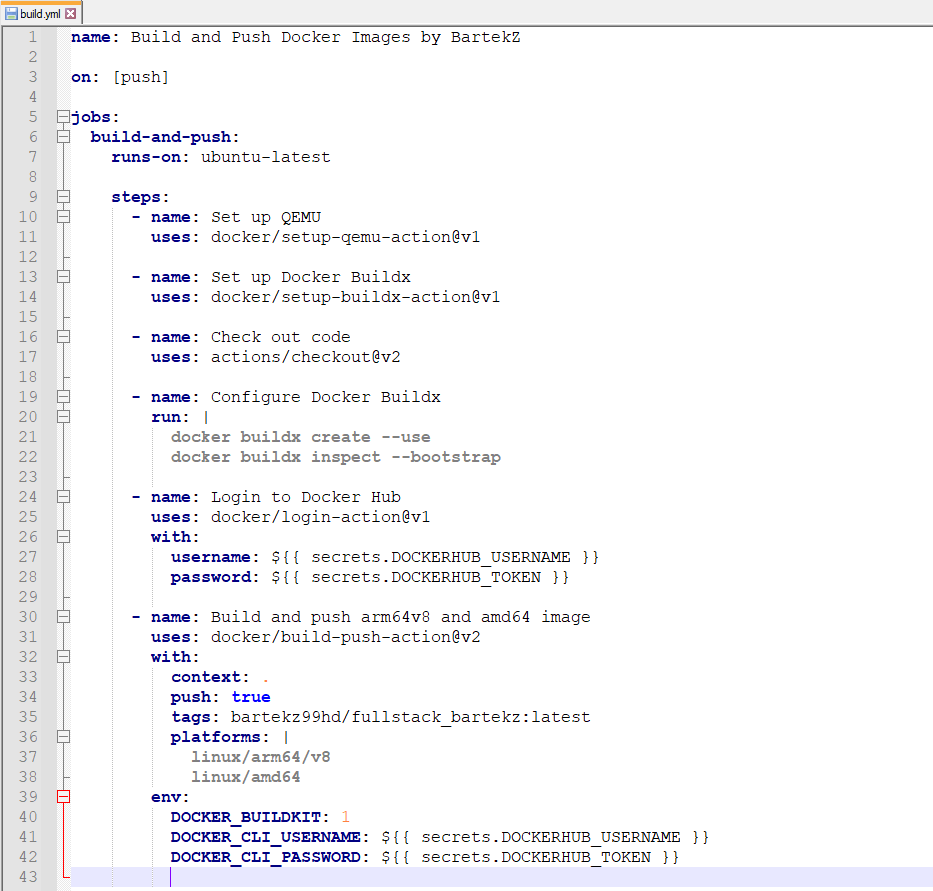 build.yml
1 name: Build and Push Docker Images by BartekZ
2
3 on: [push]
4
5 jobs:
6   build-and-push:
7     runs-on: ubuntu-latest
8
9     steps:
10       - name: Set up QEMU
11         uses: docker/setup-qemu-action@v1
12
13       - name: Set up Docker Buildx
14         uses: docker/setup-buildx-action@v1
15
16       - name: Check out code
17         uses: actions/checkout@v2
18
19       - name: Configure Docker Buildx
20         run: |
21           docker buildx create --use
22           docker buildx inspect --bootstrap
23
24       - name: Login to Docker Hub
25         uses: docker/login-action@v1
26         with:
27           username: ${{ secrets.DOCKERHUB_USERNAME }}
28           password: ${{ secrets.DOCKERHUB_TOKEN }}
29
30       - name: Build and push arm64v8 and amd64 image
31         uses: docker/build-push-action@v2
32         with:
33           context: .
34           push: true
35           tags: bartekz99hd/fullstack_bartekz:latest
36           platforms: |
37             linux/arm64/v8
38             linux/amd64
39         env:
40           DOCKER_BUILDKIT: 1
41           DOCKER_CLI_USERNAME: ${{ secrets.DOCKERHUB_USERNAME }}
42           DOCKER_CLI_PASSWORD: ${{ secrets.DOCKERHUB_TOKEN }}
43